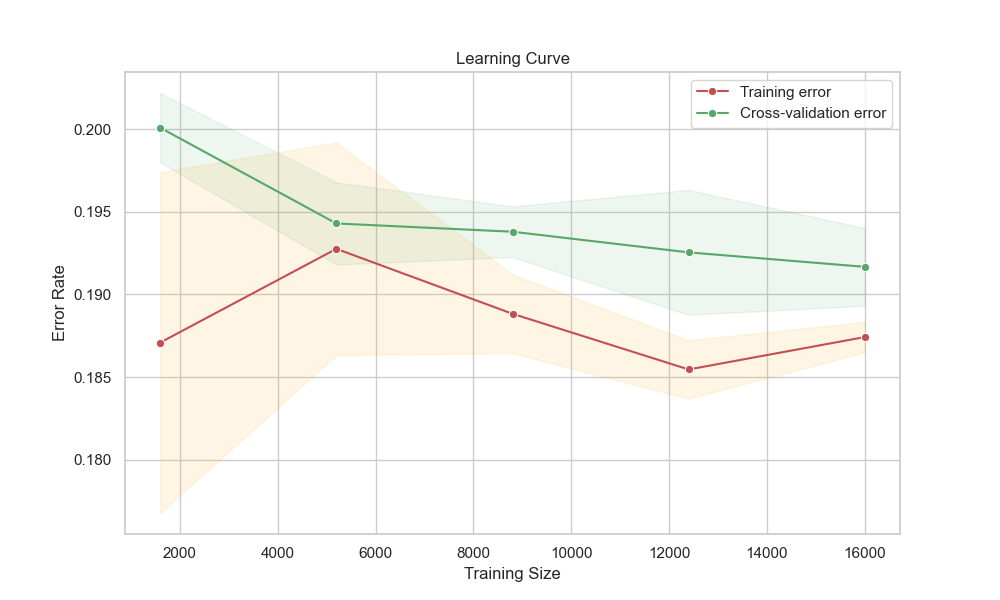 Learning Curve
Training error
Cross-validation error
Error Rate
0.200
0.195
0.190
0.185
0.180
2000 4000 6000 8000 10000 12000 14000 16000
Training Size